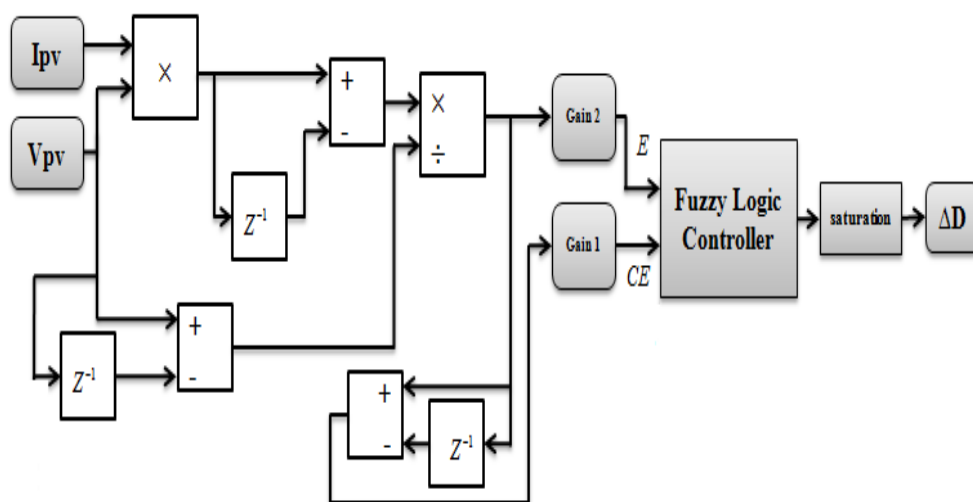 Ipv
×
+
-
×
÷
Gain 2
E
Vpv
Z⁻¹
Fuzzy Logic
Controller
saturation
ΔD
Gain 1
CE
+
-
Z⁻¹
+
-
Z⁻¹